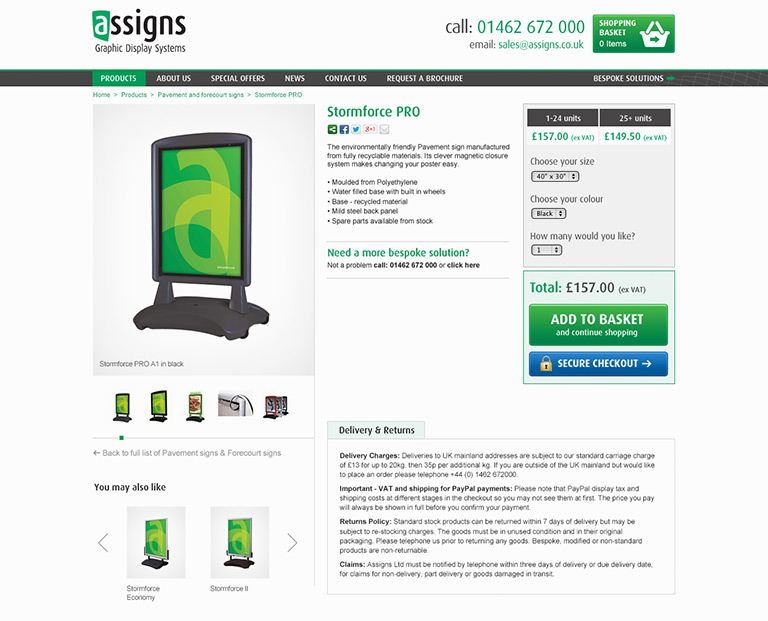 assigns
Graphic Display Systems
call: 01462 672 000
email: sales@assigns.co.uk
SHOPPING
BASKET
0 Items
PRODUCTS
ABOUT US
SPECIAL OFFERS
NEWS
CONTACT US
REQUEST A BROCHURE
BESPOKE SOLUTIONS
Home > Products > Pavement and forecourt signs > Stormforce PRO
a
Stormforce PRO A1 in black
← Back to full list of Pavement signs & Forecourt signs
You may also like
Stormforce
Economy
Stormforce II
Stormforce PRO
The environmentally friendly Pavement sign manufactured
from fully recyclable materials. Its clever magnetic closure
system makes changing your poster easy.
• Moulded from Polyethylene
• Water filled base with built in wheels
• Base - recycled material
• Mild steel back panel
• Spare parts available from stock
Need a more bespoke solution?
Not a problem call: 01462 672 000 or click here
1-24 units
25+ units
£157.00 (ex VAT)
£149.50 (ex VAT)
Choose your size
40" x 30"
Choose your colour
Black
How many would you like?
1
Total: £157.00 (ex VAT)
ADD TO BASKET
and continue shopping
SECURE CHECKOUT →
Delivery & Returns
Delivery Charges: Deliveries to UK mainland addresses are subject to our standard carriage charge
of £13 for up to 20kg, then 35p per additional kg. If you are outside of the UK mainland but would like
to place an order please telephone +44 (0) 1462 672000.
Important - VAT and shipping for PayPal payments: Please note that PayPal display tax and
shipping costs at different stages in the checkout so you may not see them at first. The price you pay
will always be shown in full before you confirm your payment.
Returns Policy: Standard stock products can be returned within 7 days of delivery but may be
subject to re-stocking charges. The goods must be in unused condition and in their original
packaging. Please telephone us prior to returning any goods. Bespoke, modified or non-standard
products are non-returnable.
Claims: Assigns Ltd must be notified by telephone within three days of delivery or due delivery date,
for claims for non-delivery, part delivery or goods damaged in transit.